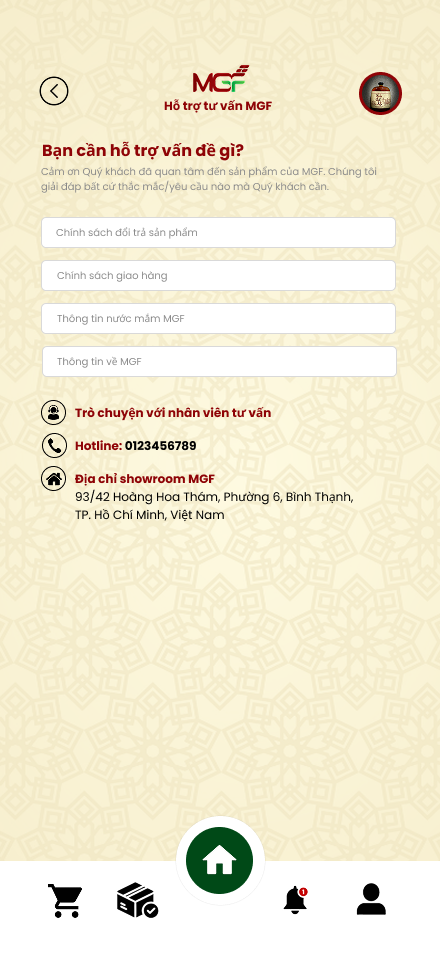 MGF
Hỗ trợ tư vấn MGF
Bạn cần hỗ trợ vấn đề gì?
Cảm ơn Quý khách đã quan tâm đến sản phẩm của MGF. Chúng tôi
giải đáp bất cứ thắc mắc/yêu cầu nào mà Quý khách cần.
Chính sách đổi trả sản phẩm
Chính sách giao hàng
Thông tin nước mắm MGF
Thông tin về MGF
Trò chuyện với nhân viên tư vấn
Hotline: 0123456789
Địa chỉ showroom MGF
93/42 Hoàng Hoa Thám, Phường 6, Bình Thạnh,
TP. Hồ Chí Minh, Việt Nam
1